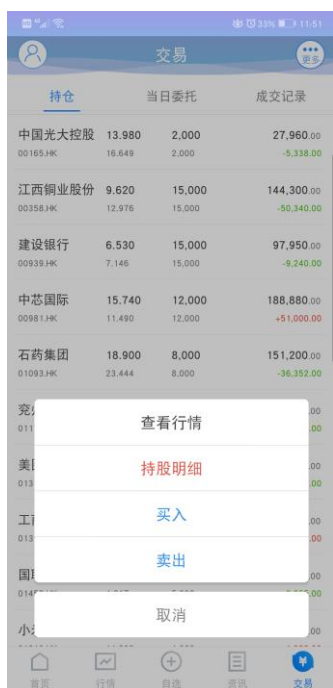 33% 11:51
交易
更多
持仓 当日委托 成交记录
中国光大控股 13.980 2,000 27,960.00
00165.HK 16.649 2,000 -5,338.00
江西铜业股份 9.620 15,000 144,300.00
00358.HK 12.976 15,000 -50,340.00
建设银行 6.530 15,000 97,950.00
00939.HK 7.146 15,000 -9,240.00
中芯国际 15.740 12,000 188,880.00
00981.HK 11.490 12,000 +51,000.00
石药集团 18.900 8,000 151,200.00
01093.HK 23.444 8,000 -36,352.00
查看行情
持股明细
买入
卖出
取消
首页 行情 自选 资讯 交易